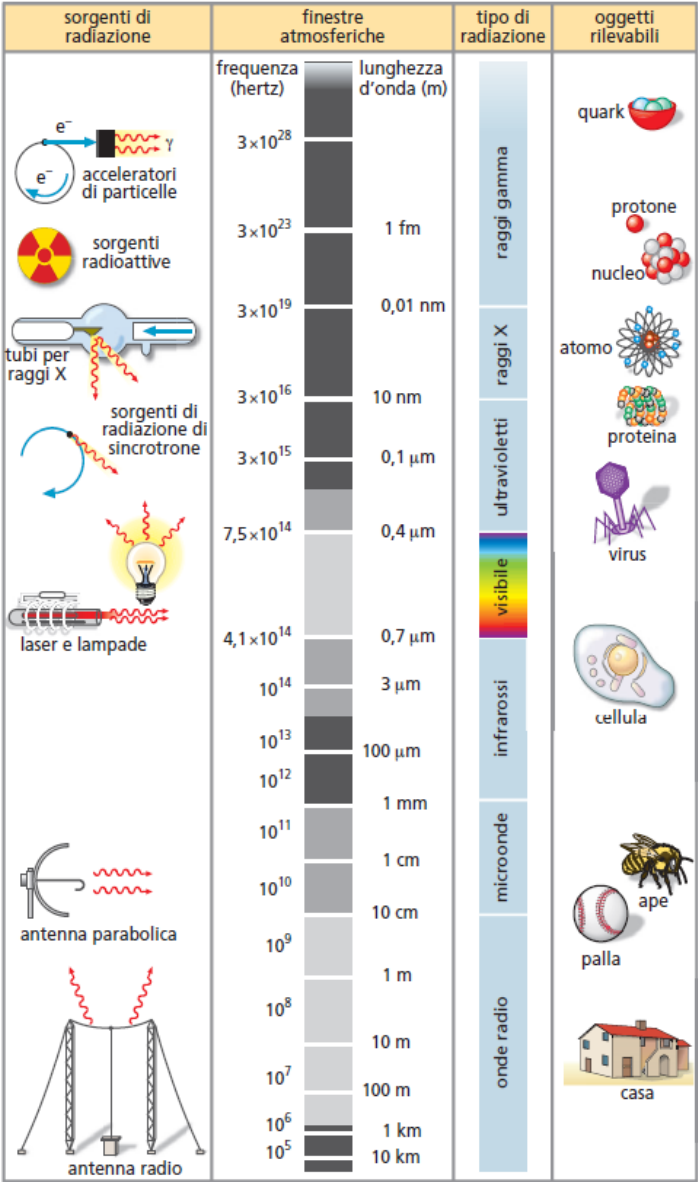 sorgenti di
radiazione
finestre
atmosferiche
tipo di
radiazione
oggetti
rilevabili
frequenza
(hertz)
lunghezza
d'onda (m)
e⁻
γ
e⁻
acceleratori
di particelle
sorgenti
radioattive
tubi per
raggi X
sorgenti di
radiazione di
sincrotrone
laser e lampade
antenna parabolica
antenna radio
3×10²⁸
3×10²³
3×10¹⁹
3×10¹⁶
3×10¹⁵
7,5×10¹⁴
4,1×10¹⁴
10¹⁴
10¹³
10¹²
10¹¹
10¹⁰
10⁹
10⁸
10⁷
10⁶
10⁵
1 fm
0,01 nm
10 nm
0,1 μm
0,4 μm
0,7 μm
3 μm
100 μm
1 mm
1 cm
10 cm
1 m
10 m
100 m
1 km
10 km
raggi gamma
raggi X
ultravioletti
visibile
infrarossi
microonde
onde radio
quark
protone
nucleo
atomo
proteina
virus
cellula
ape
palla
casa